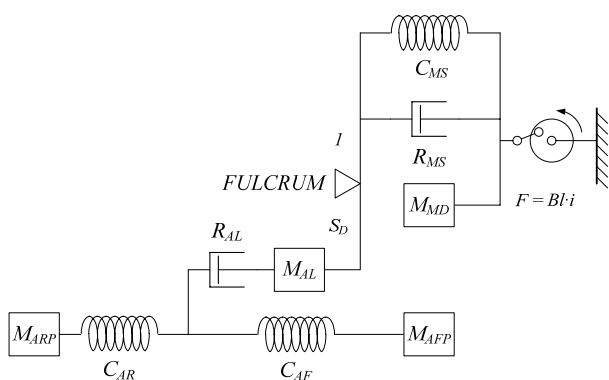 C_MS
R_MS
1
FULCRUM
M_MD
F = Bl·i
S_D
R_AL
M_AL
M_ARP
M_AFP
C_AR
C_AF